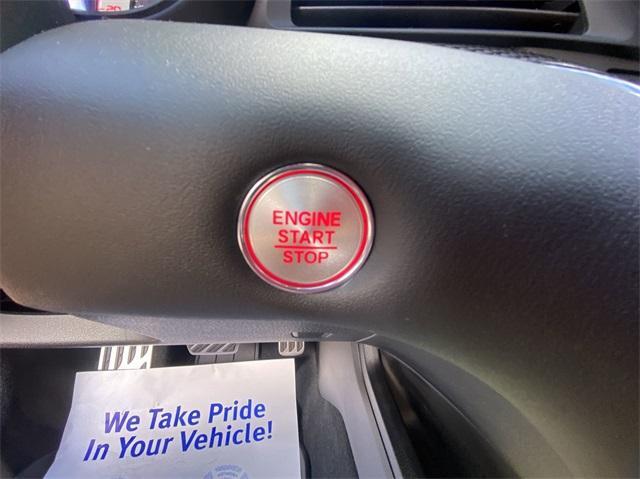 ENGINE
START
STOP
We Take Pride
In Your Vehicle!